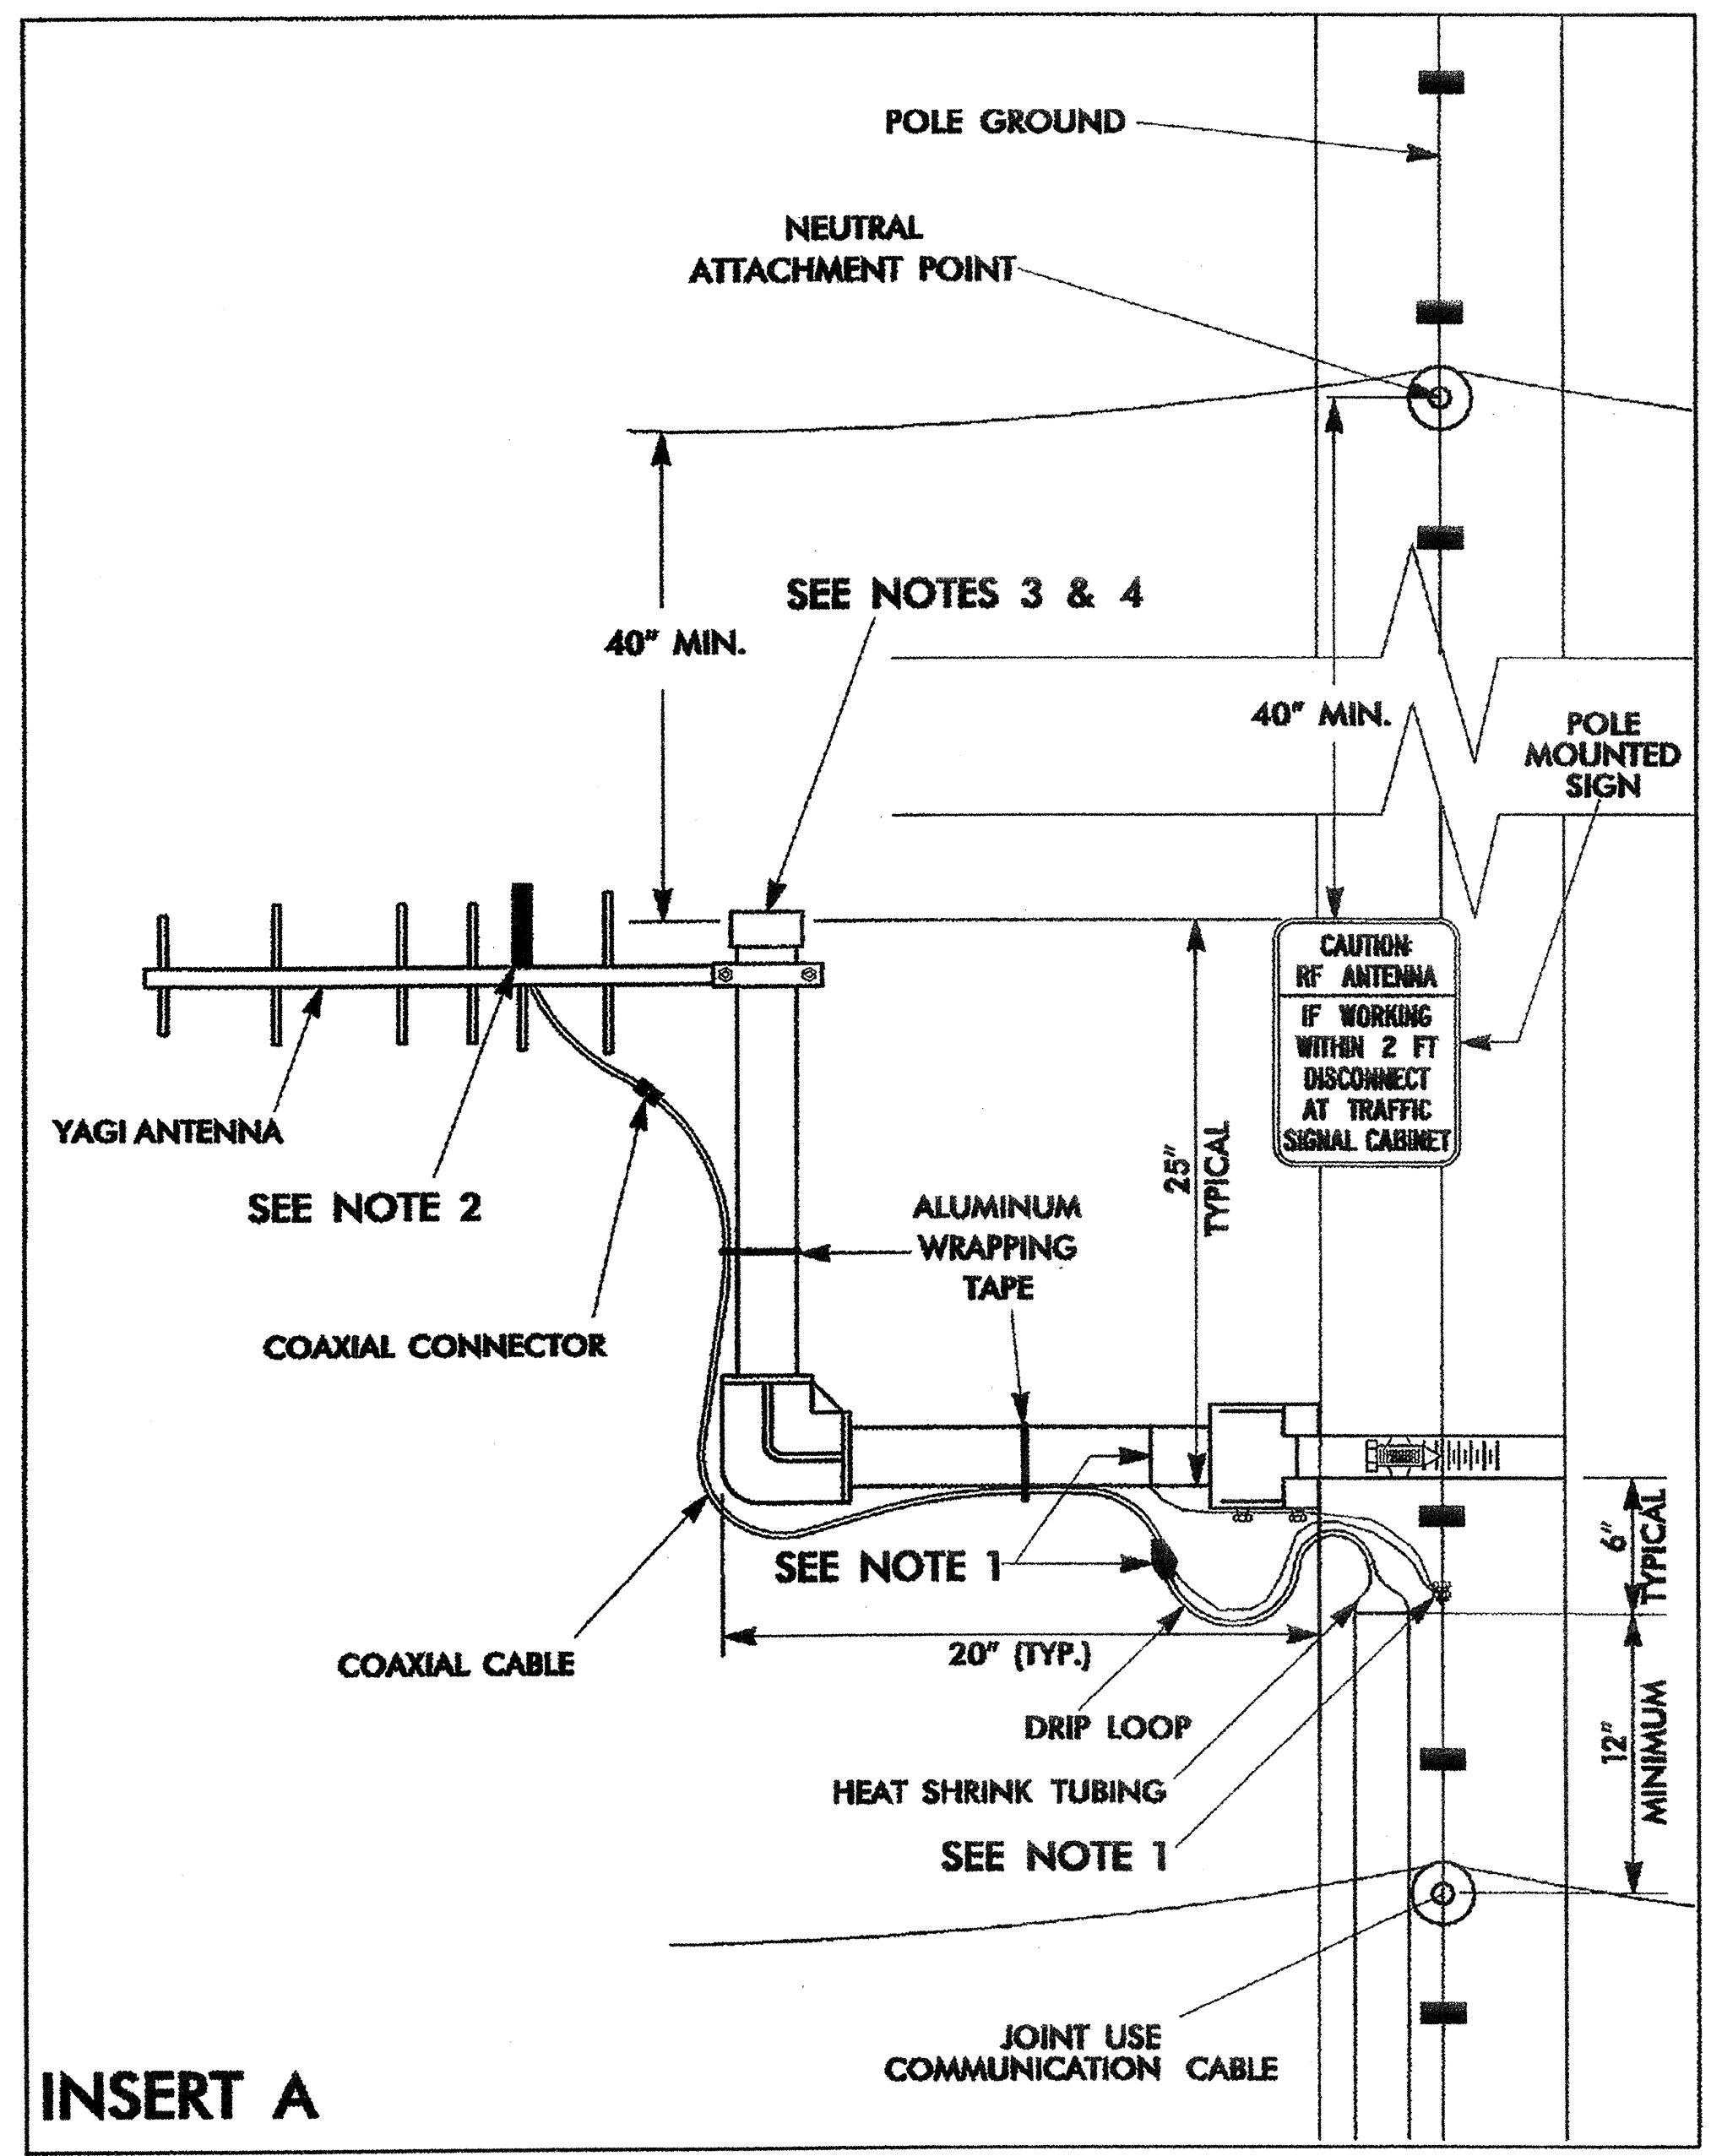 POLE GROUND
NEUTRAL
ATTACHMENT POINT
SEE NOTES 3 & 4
40" MIN.
40" MIN.
POLE
MOUNTED
SIGN
CAUTION:
RF ANTENNA
IF WORKING
WITHIN 2 FT
DISCONNECT
AT TRAFFIC
SIGNAL CABINET
YAGI ANTENNA
SEE NOTE 2
25"
TYPICAL
ALUMINUM
WRAPPING
TAPE
COAXIAL CONNECTOR
6"
TYPICAL
SEE NOTE 1
COAXIAL CABLE
20" (TYP.)
DRIP LOOP
12"
MINIMUM
HEAT SHRINK TUBING
SEE NOTE 1
JOINT USE
COMMUNICATION CABLE
INSERT A